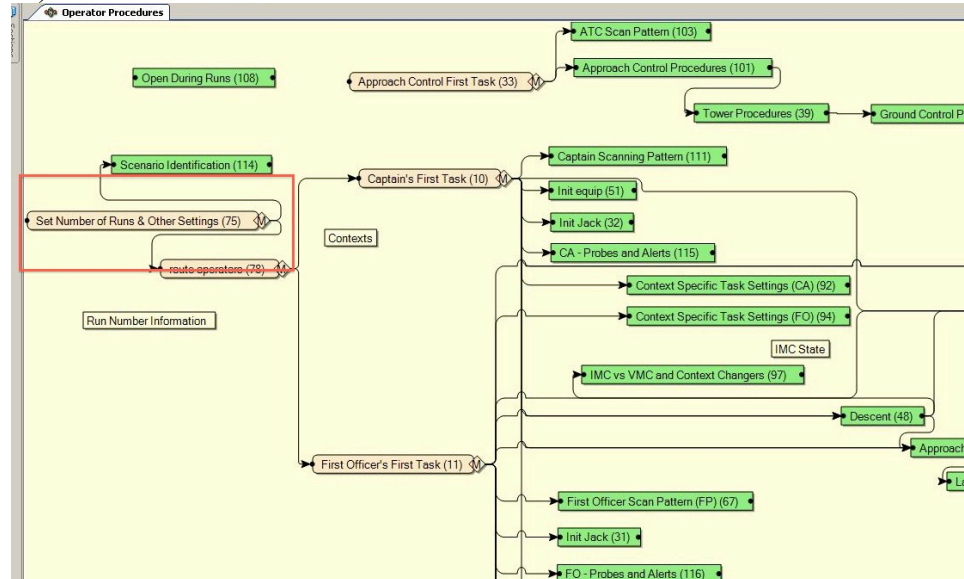 Operator Procedures
ATC Scan Pattern (103)
Open During Runs (108)
Approach Control First Task (33)
M
Approach Control Procedures (101)
Tower Procedures (39)
Ground Control P
Scenario Identification (114)
Captain's First Task (10)
M
Captain Scanning Pattern (111)
Init equip (51)
Set Number of Runs & Other Settings (75)
M
Init Jack (32)
Contexts
CA - Probes and Alerts (115)
route operators (78)
M
Context Specific Task Settings (CA) (92)
Run Number Information
Context Specific Task Settings (FO) (94)
IMC State
IMC vs VMC and Context Changers (97)
Descent (48)
Approach
First Officer's First Task (11)
M
La
First Officer Scan Pattern (FP) (67)
Init Jack (31)
FO - Probes and Alerts (116)